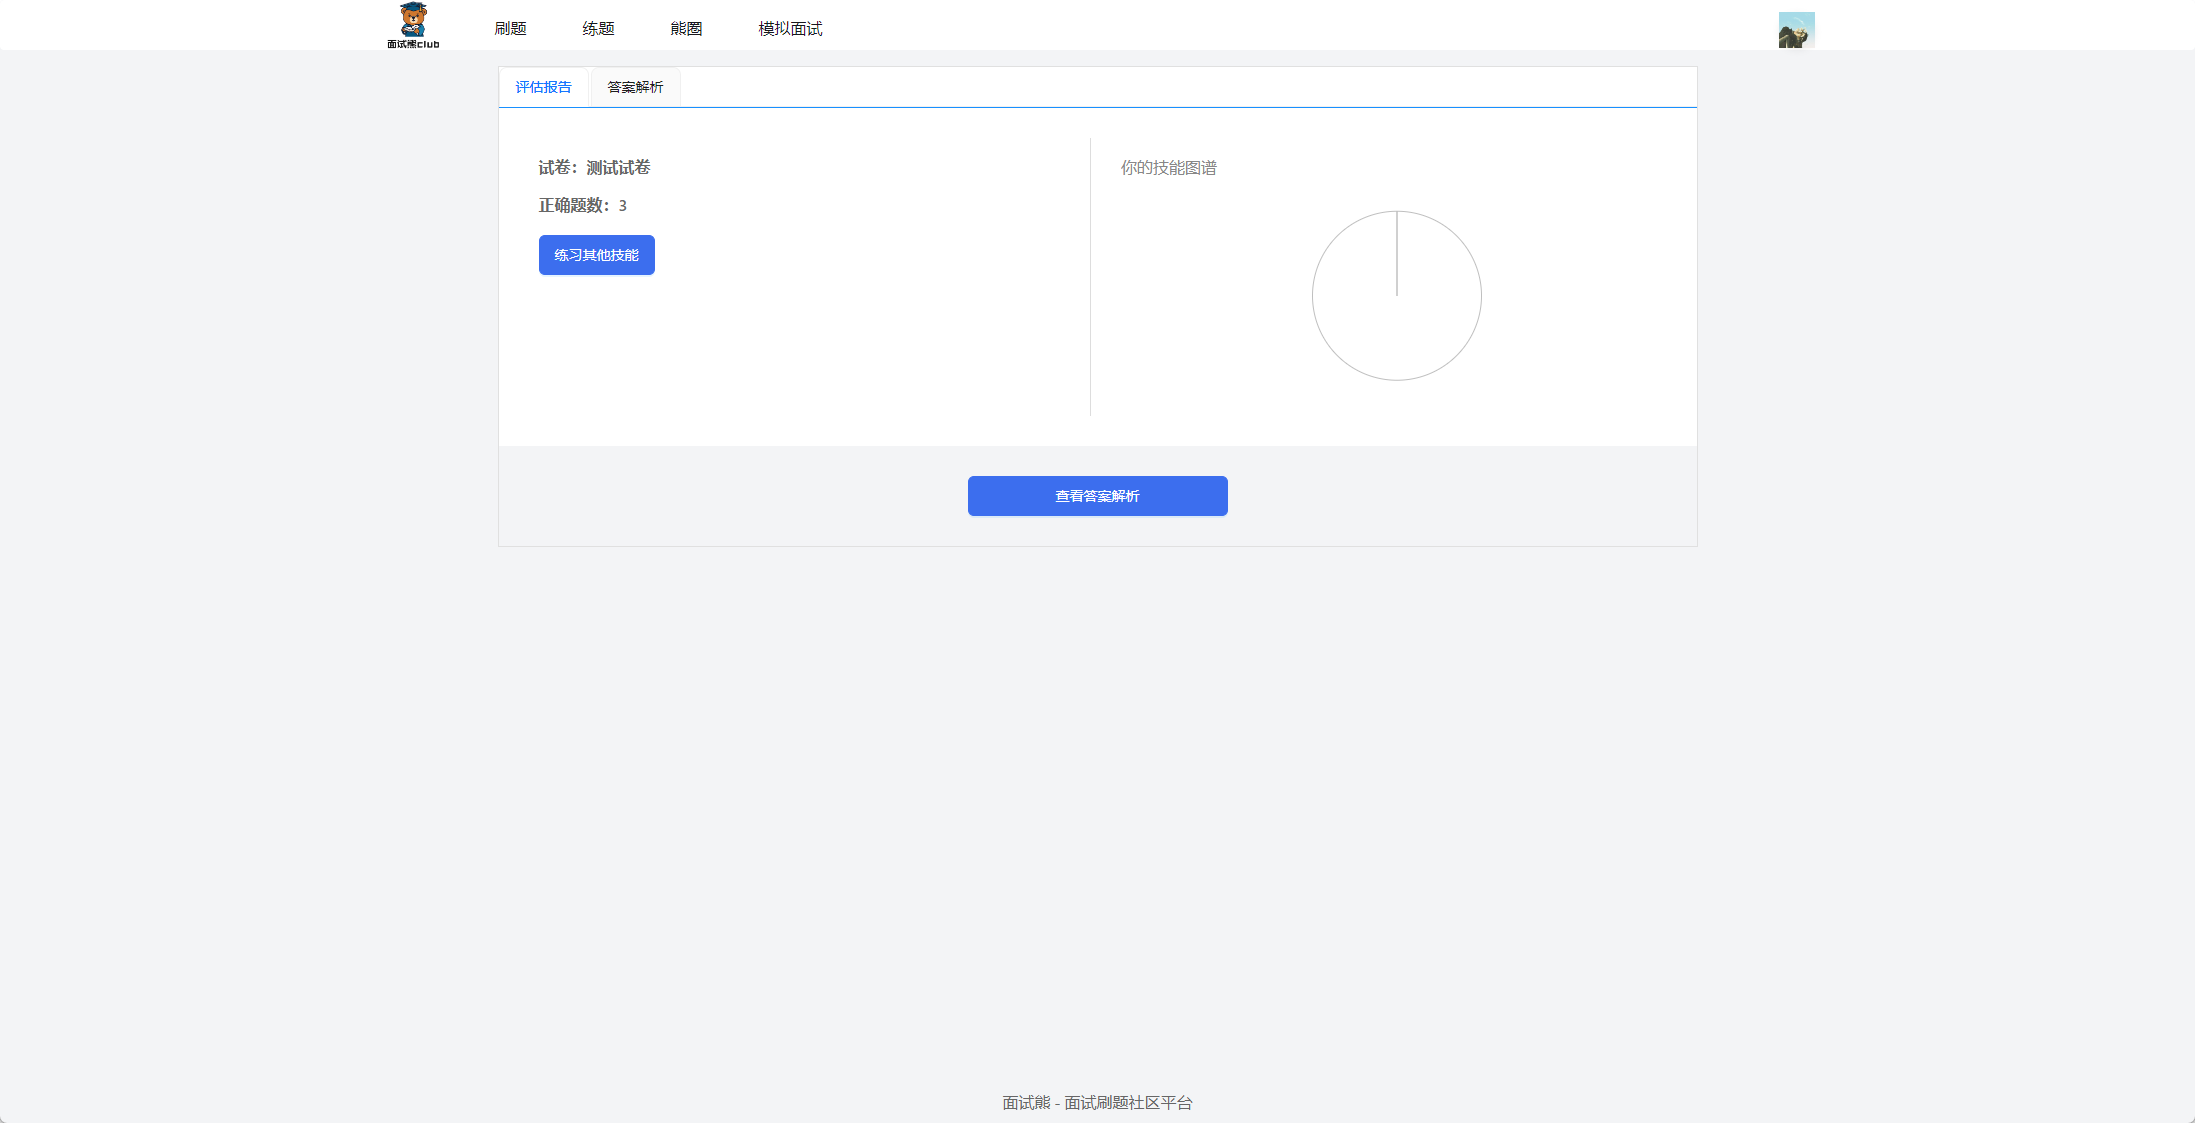 面试熊club
刷题 练题 熊圈 模拟面试
评估报告 答案解析
试卷：测试试卷
你的技能图谱
正确题数：3
练习其他技能
查看答案解析
面试熊 - 面试刷题社区平台